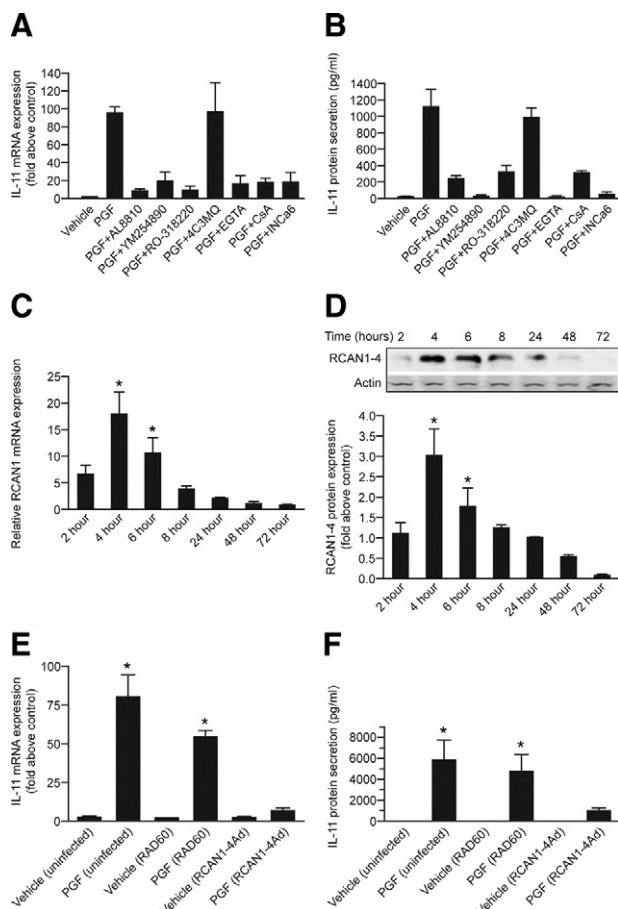 A
IL-11 mRNA expression
(fold above control)
120
100
80
60
40
20
0
Vehicle
PGF
PGF+AL8810
PGF+YM254890
PGF+RO-318220
PGF+4C3MQ
PGF+EGTA
PGF+CsA
PGF+INCa6
B
IL-11 protein secretion (pg/ml)
1400
1200
1000
800
600
400
200
0
Vehicle
PGF
PGF+AL8810
PGF+YM254890
PGF+RO-318220
PGF+4C3MQ
PGF+EGTA
PGF+CsA
PGF+INCa6
C
Relative RCAN1 mRNA expression
25
20
15
10
5
0
*
*
2 hour
4 hour
6 hour
8 hour
24 hour
48 hour
72 hour
D
Time (hours) 2 4 6 8 24 48 72
RCAN1-4
Actin
RCAN1-4 protein expression
(fold above control)
4.0
3.5
3.0
2.5
2.0
1.5
1.0
0.5
0.0
*
*
2 hour
4 hour
6 hour
8 hour
24 hour
48 hour
72 hour
E
IL-11 mRNA expression
(fold above control)
100
75
50
25
0
*
*
Vehicle (uninfected)
PGF (uninfected)
Vehicle (RAD60)
PGF (RAD60)
Vehicle (RCAN1-4Ad)
PGF (RCAN1-4Ad)
F
IL-11 protein secretion (pg/ml)
8000
6000
4000
2000
0
*
*
Vehicle (uninfected)
PGF (uninfected)
Vehicle (RAD60)
PGF (RAD60)
Vehicle (RCAN1-4Ad)
PGF (RCAN1-4Ad)